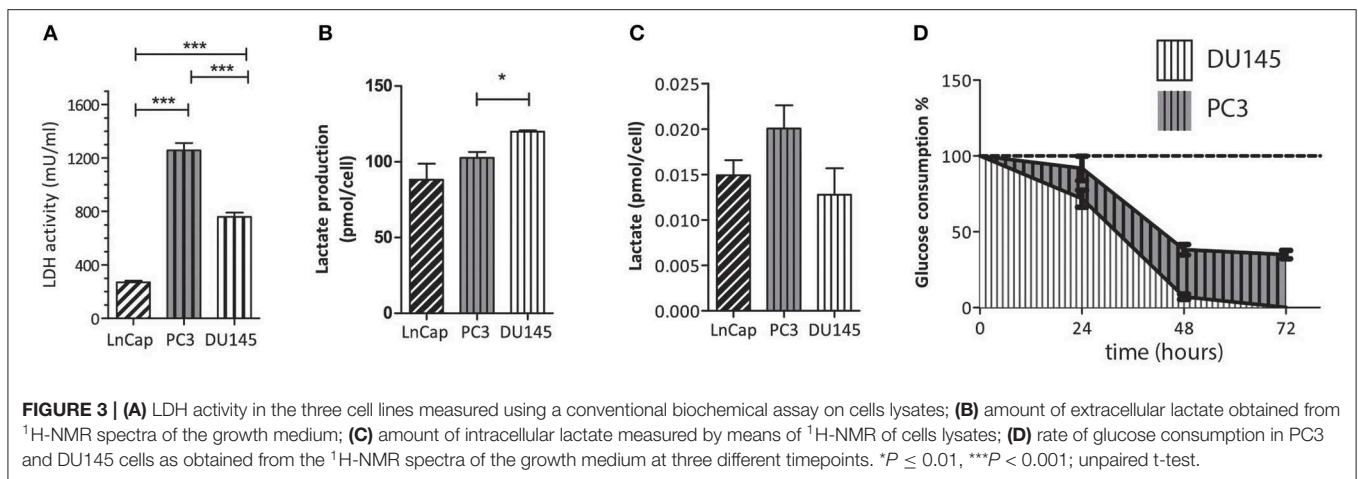 A
LDH activity (mU/ml)
1600
1200
800
400
0
***
***
***
LnCap PC3 DU145
B
Lactate production
(pmol/cell)
150
100
50
0
*
LnCap PC3 DU145
C
Lactate (pmol/cell)
0.025
0.020
0.015
0.010
0.005
0.000
LnCap PC3 DU145
D
DU145
PC3
Glucose consumption %
150
100
50
0
0 24 48 72
time (hours)
FIGURE 3 | (A) LDH activity in the three cell lines measured using a conventional biochemical assay on cells lysates; (B) amount of extracellular lactate obtained from
¹H-NMR spectra of the growth medium; (C) amount of intracellular lactate measured by means of ¹H-NMR of cells lysates; (D) rate of glucose consumption in PC3
and DU145 cells as obtained from the ¹H-NMR spectra of the growth medium at three different timepoints. *P ≤ 0.01, ***P < 0.001; unpaired t-test.